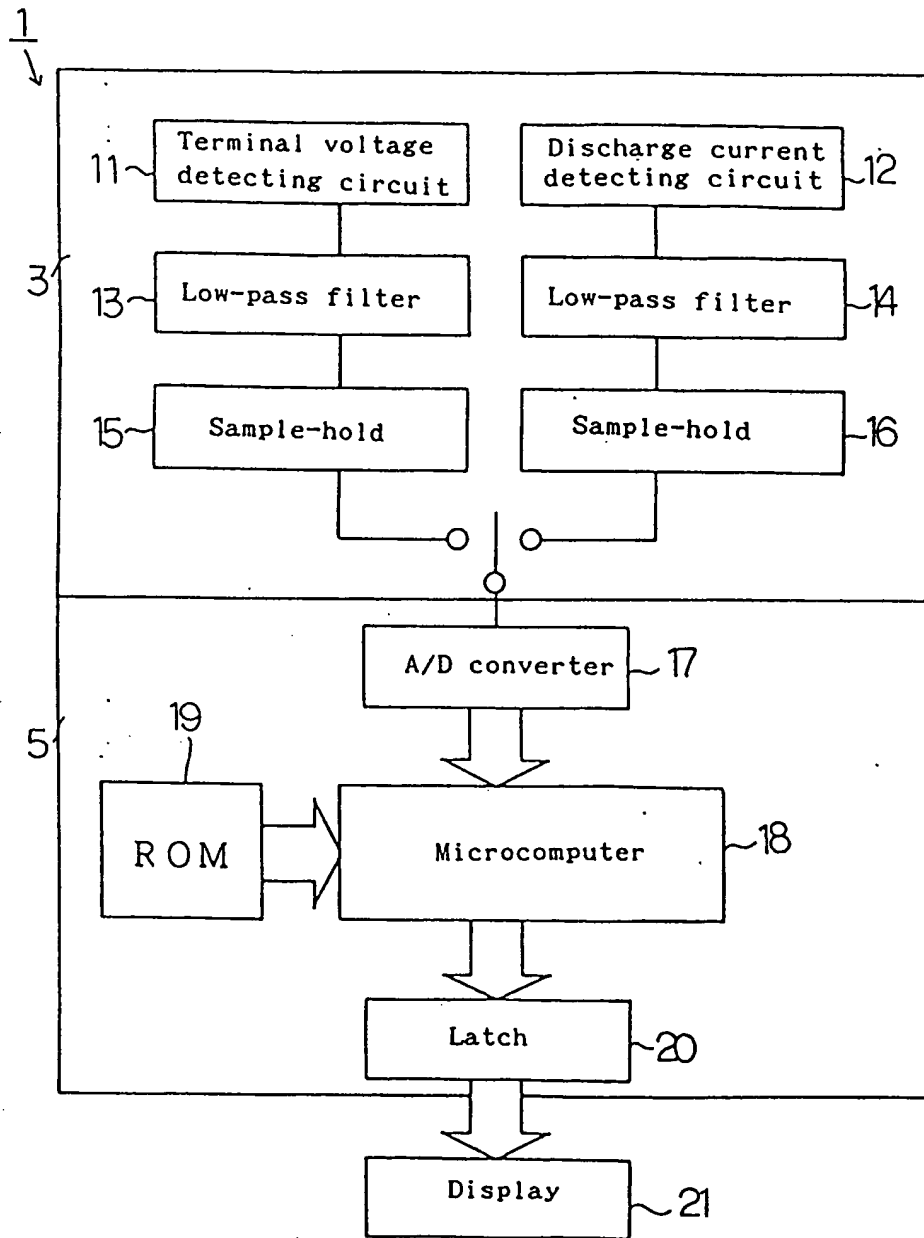 1
Terminal voltage
detecting circuit
11
Discharge current
detecting circuit
12
3
13
Low-pass filter
Low-pass filter
14
15
Sample-hold
Sample-hold
16
A/D converter
17
5
19
ROM
Microcomputer
18
Latch
20
Display
21